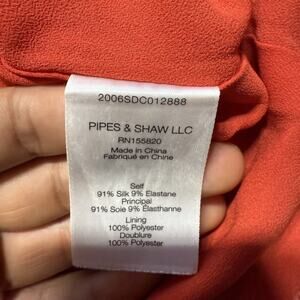 2006SDC012888
PIPES & SHAW LLC
RN155820
Made in China
Fabriqué en Chine
Self
91% Silk 9% Elastane
Principal
91% Soie 9% Élasthanne
Lining
100% Polyester
Doublure
100% Polyester